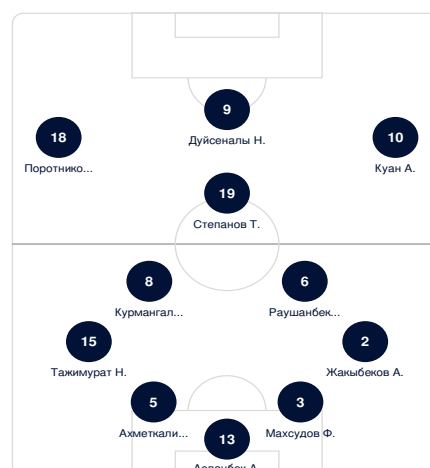 9
Дуйсеналы Н.
18
Поротнико...
10
Куан А.
19
Степанов Т.
8
Курмангал...
6
Раушанбек...
15
Тажимурат Н.
2
Жакыбеков А.
5
Ахметкали...
3
Махсудов Ф.
13